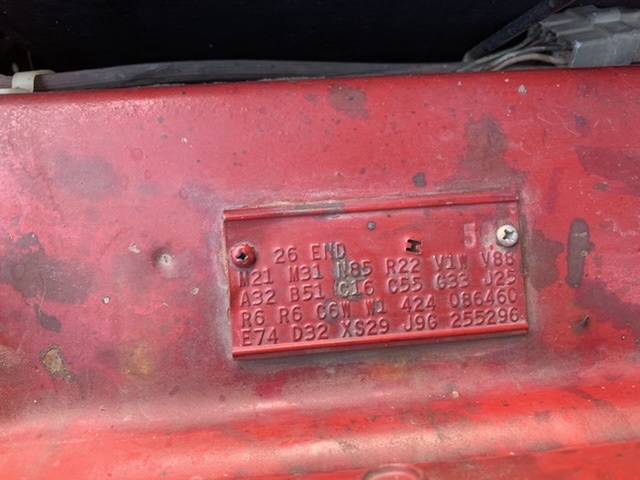 26 END
M21 M31 N85 R22 V1W V88
A32 B51 C16 C55 G33 J25
R6 R6 C6W W1 424 086460
E74 D32 XS29 J9G 255296